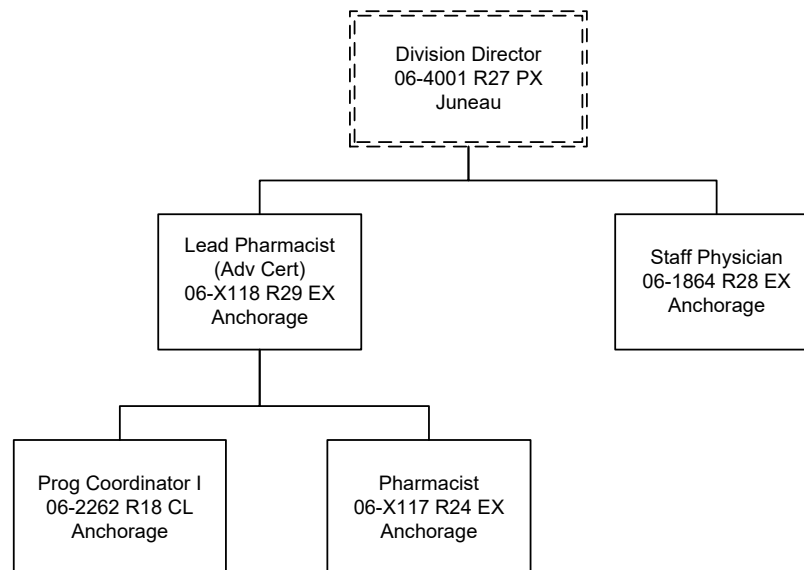 Division Director
06-4001 R27 PX
Juneau
Lead Pharmacist
(Adv Cert)
06-X118 R29 EX
Anchorage
Staff Physician
06-1864 R28 EX
Anchorage
Prog Coordinator I
06-2262 R18 CL
Anchorage
Pharmacist
06-X117 R24 EX
Anchorage